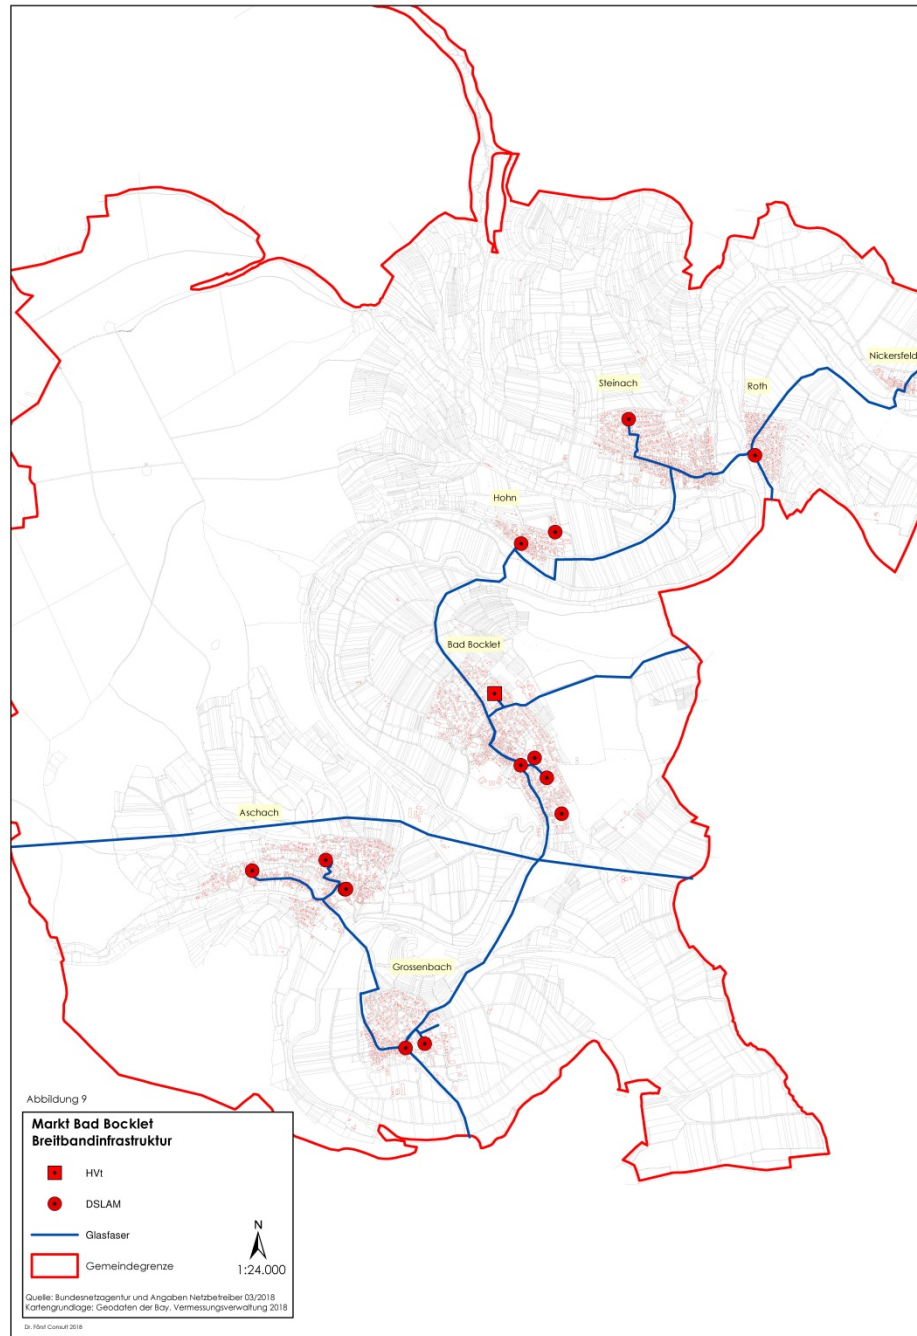 Nickersfeld
Steinach
Roth
Hohn
Bad Bocklet
Aschach
Grossenbach
Abbildung 9
Markt Bad Bocklet
Breitbandinfrastruktur
HVt
DSLAM
Glasfaser
Gemeindegrenze
N
1:24.000
Quelle: Bundesnetzagentur und Angaben Netzbetreiber 03/2018
Kartengrundlage: Geodaten der Bay. Vermessungsverwaltung 2018
Dr. Först Consult 2018